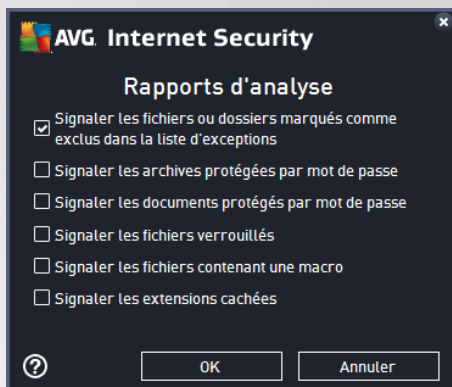 AVG. Internet Security
Rapports d'analyse
Signaler les fichiers ou dossiers marqués comme
exclus dans la liste d'exceptions
Signaler les archives protégées par mot de passe
Signaler les documents protégés par mot de passe
Signaler les fichiers verrouillés
Signaler les fichiers contenant une macro
Signaler les extensions cachées
?
OK
Annuler